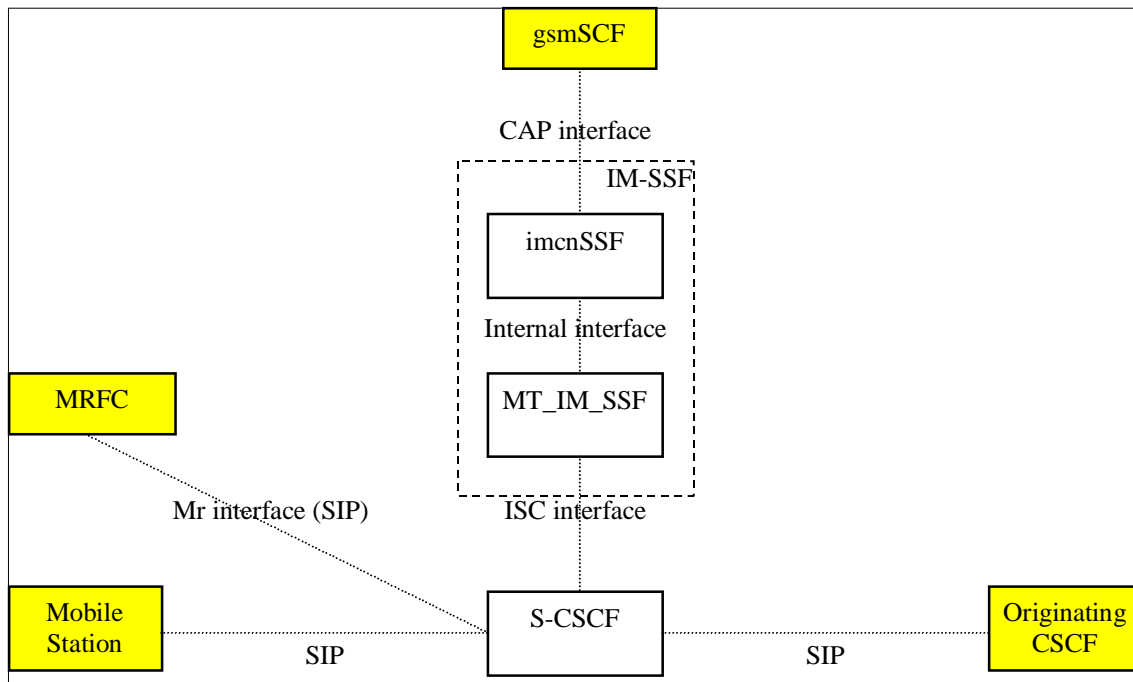 gsmSCF
CAP interface
IM-SSF
imcnSSF
Internal interface
MRFC
MT_IM_SSF
Mr interface (SIP)
ISC interface
Mobile
Station
SIP
S-CSCF
SIP
Originating
CSCF